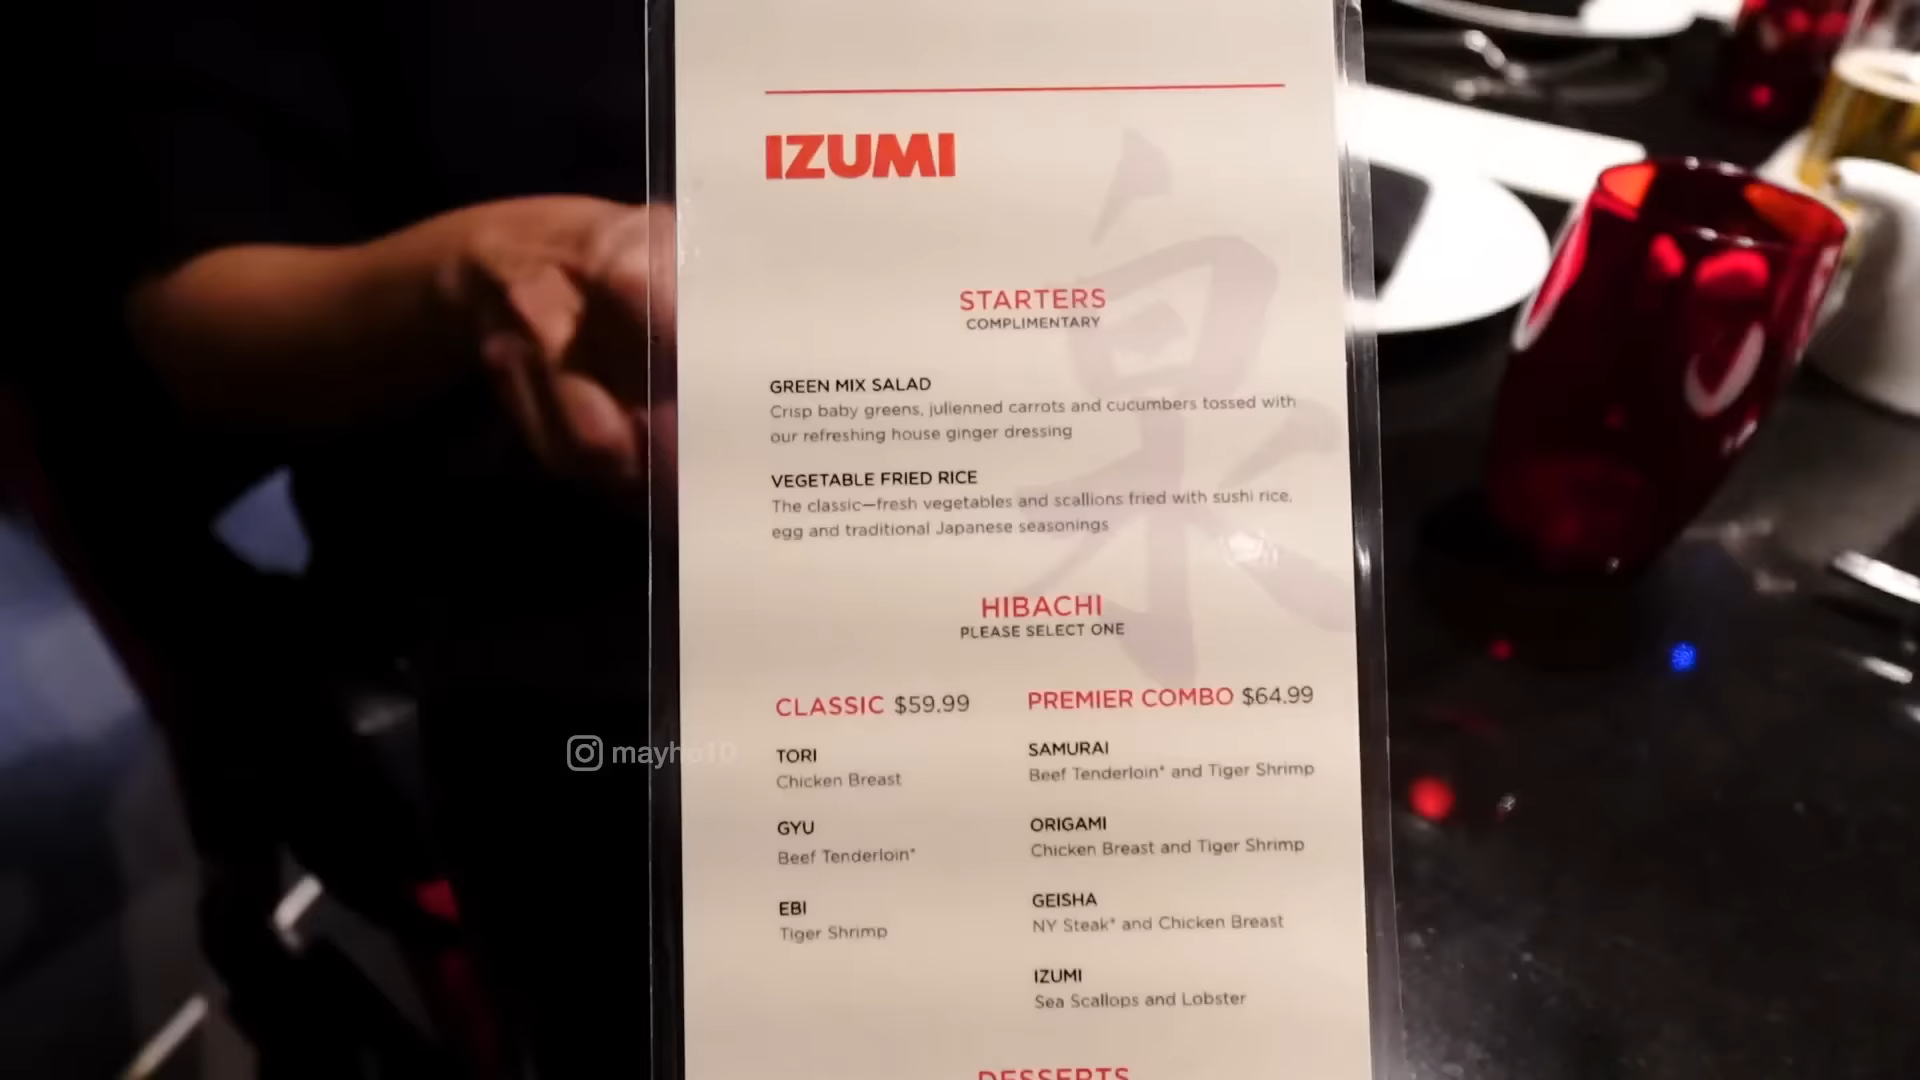 IZUMI
泉
STARTERS
COMPLIMENTARY
GREEN MIX SALAD
Crisp baby greens, julienned carrots and cucumbers tossed with
our refreshing house ginger dressing
VEGETABLE FRIED RICE
The classic—fresh vegetables and scallions fried with sushi rice,
egg and traditional Japanese seasonings
HIBACHI
PLEASE SELECT ONE
CLASSIC $59.99
TORI
Chicken Breast
GYU
Beef Tenderloin*
EBI
Tiger Shrimp
PREMIER COMBO $64.99
SAMURAI
Beef Tenderloin* and Tiger Shrimp
ORIGAMI
Chicken Breast and Tiger Shrimp
GEISHA
NY Steak* and Chicken Breast
IZUMI
Sea Scallops and Lobster
DESSERTS
mayho10